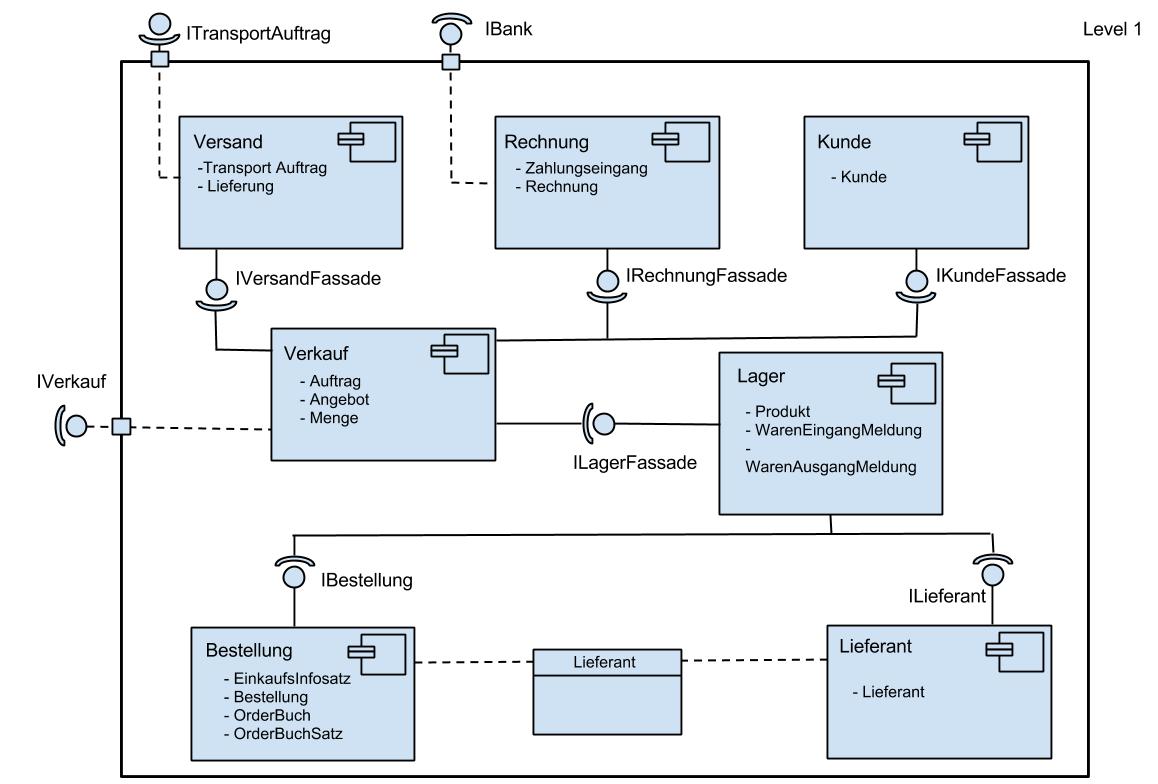 ITransportAuftrag
IBank
Level 1
Versand
-Transport Auftrag
- Lieferung
Rechnung
- Zahlungseingang
- Rechnung
Kunde
- Kunde
IVersandFassade
IRechnungFassade
IKundeFassade
IVerkauf
Verkauf
- Auftrag
- Angebot
- Menge
ILagerFassade
Lager
- Produkt
- WarenEingangMeldung
-
WarenAusgangMeldung
IBestellung
ILieferant
Bestellung
- EinkaufsInfosatz
- Bestellung
- OrderBuch
- OrderBuchSatz
Lieferant
Lieferant
- Lieferant